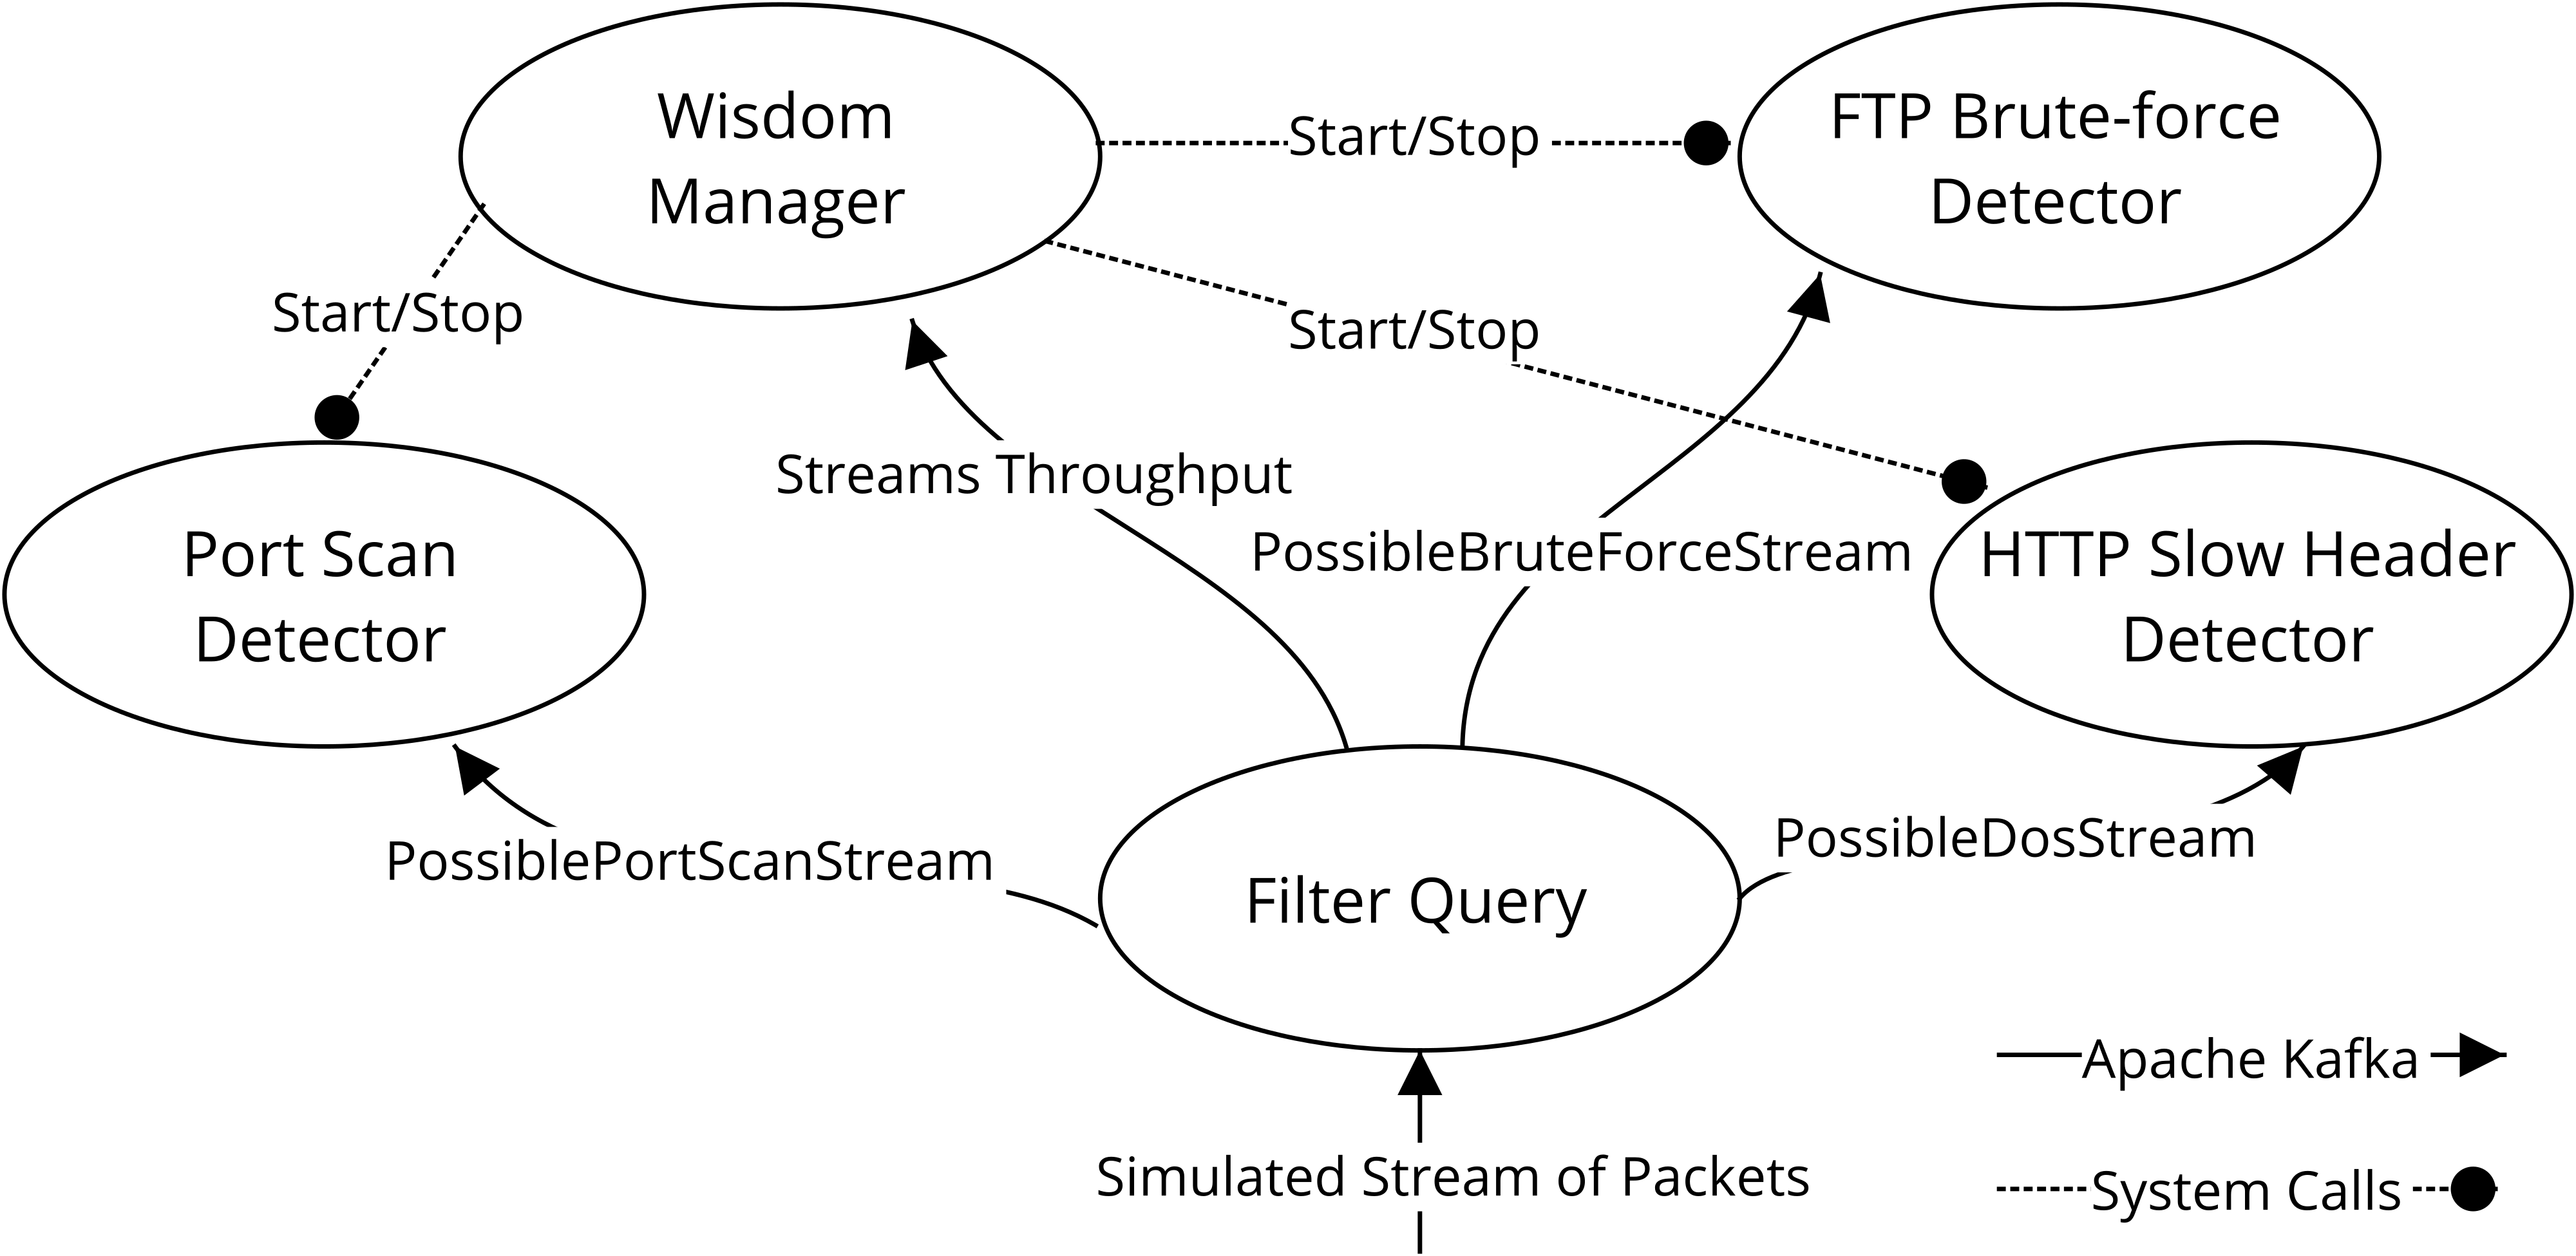 Wisdom
Manager
Start/Stop
FTP Brute-force
Detector
Start/Stop
Start/Stop
Streams Throughput
PossibleBruteForceStream
Port Scan
Detector
HTTP Slow Header
Detector
PossiblePortScanStream
PossibleDosStream
Filter Query
Apache Kafka
Simulated Stream of Packets
System Calls